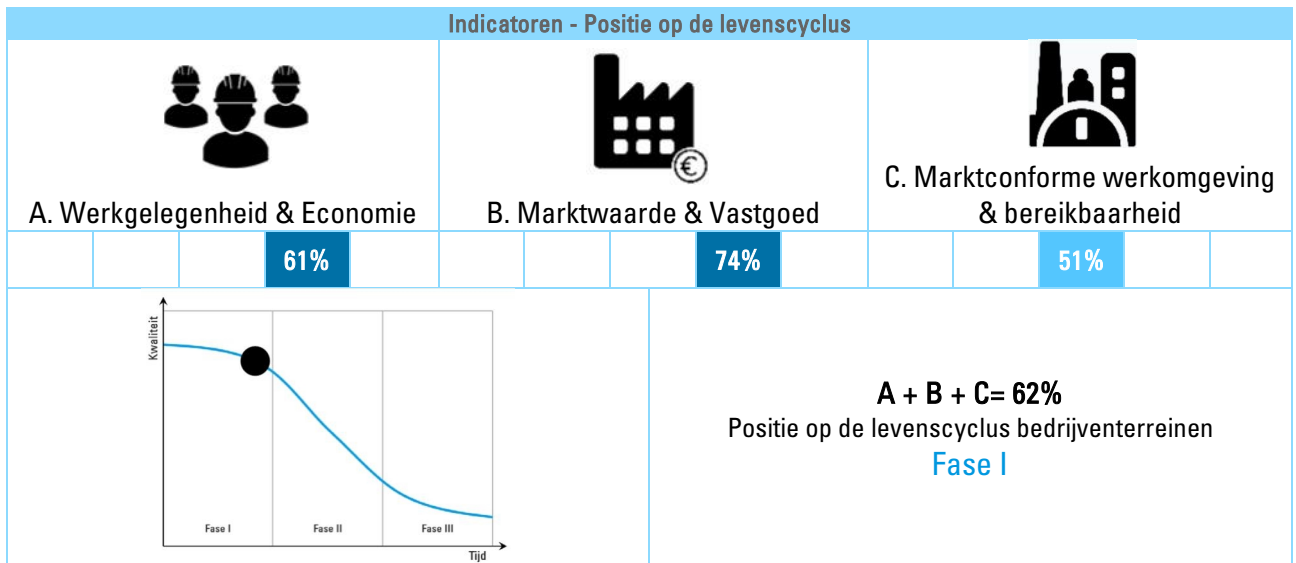 Indicatoren - Positie op de levenscyclus
€
A. Werkgelegenheid & Economie
B. Marktwaarde & Vastgoed
C. Marktconforme werkomgeving
& bereikbaarheid
61%
74%
51%
Kwaliteit
Fase I
Fase II
Fase III
Tijd
A + B + C= 62%
Positie op de levenscyclus bedrijventerreinen
Fase I